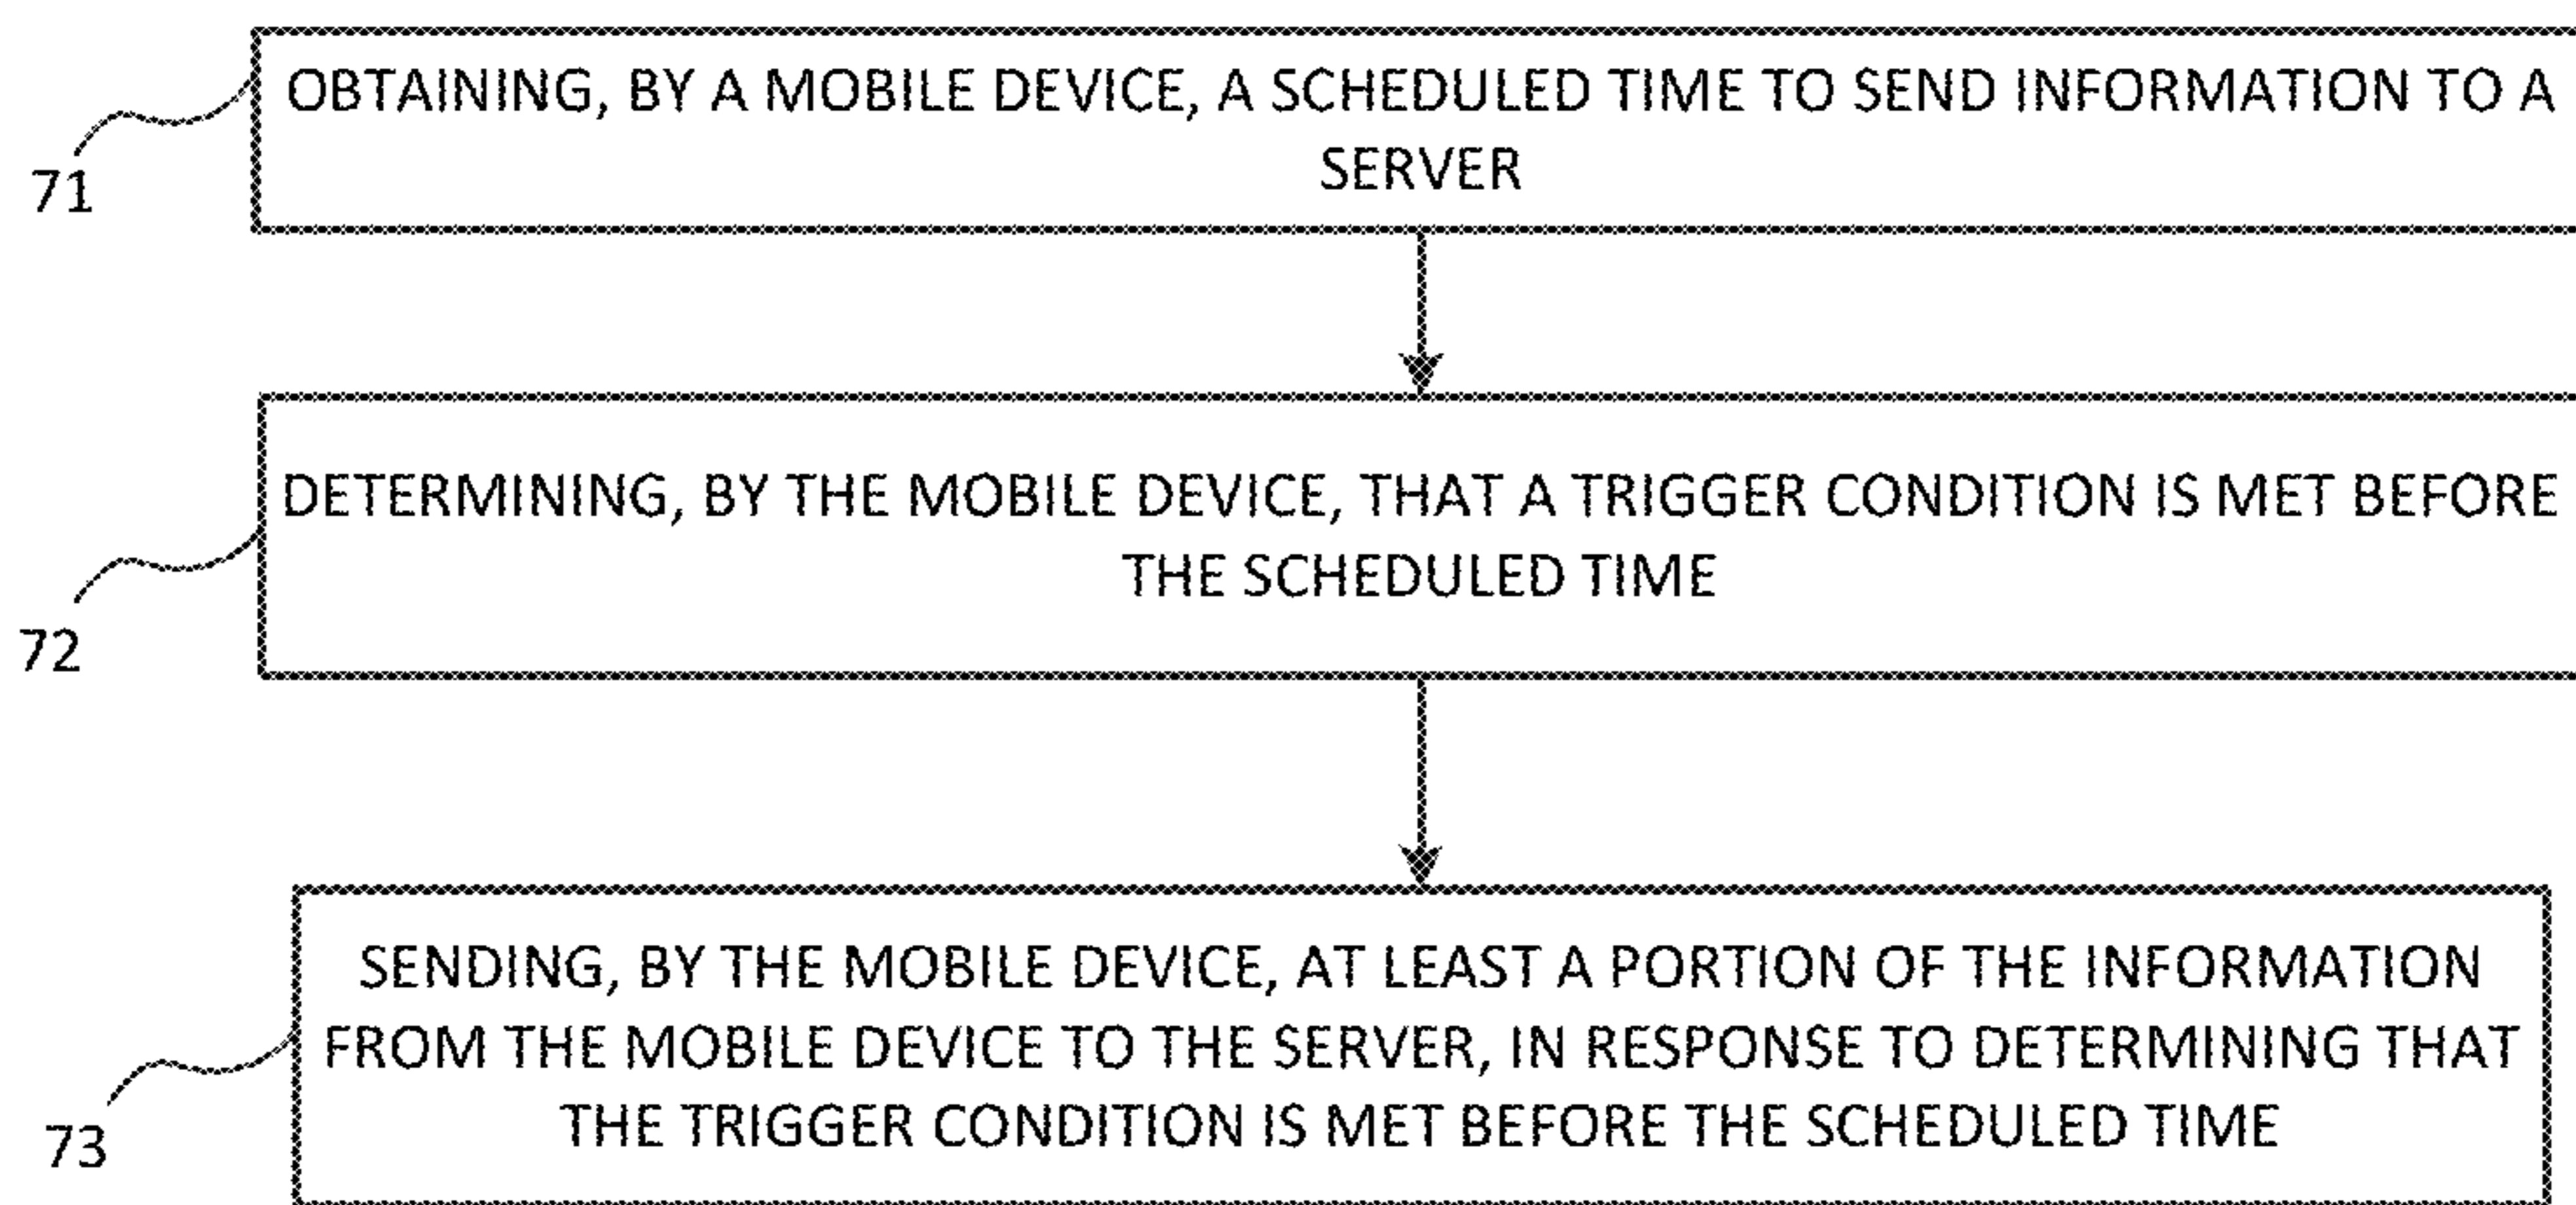 OBTAINING, BY A MOBILE DEVICE, A SCHEDULED TIME TO SEND INFORMATION TO A
SERVER
71
DETERMINING, BY THE MOBILE DEVICE, THAT A TRIGGER CONDITION IS MET BEFORE
THE SCHEDULED TIME
72
SENDING, BY THE MOBILE DEVICE, AT LEAST A PORTION OF THE INFORMATION
FROM THE MOBILE DEVICE TO THE SERVER, IN RESPONSE TO DETERMINING THAT
THE TRIGGER CONDITION IS MET BEFORE THE SCHEDULED TIME
73